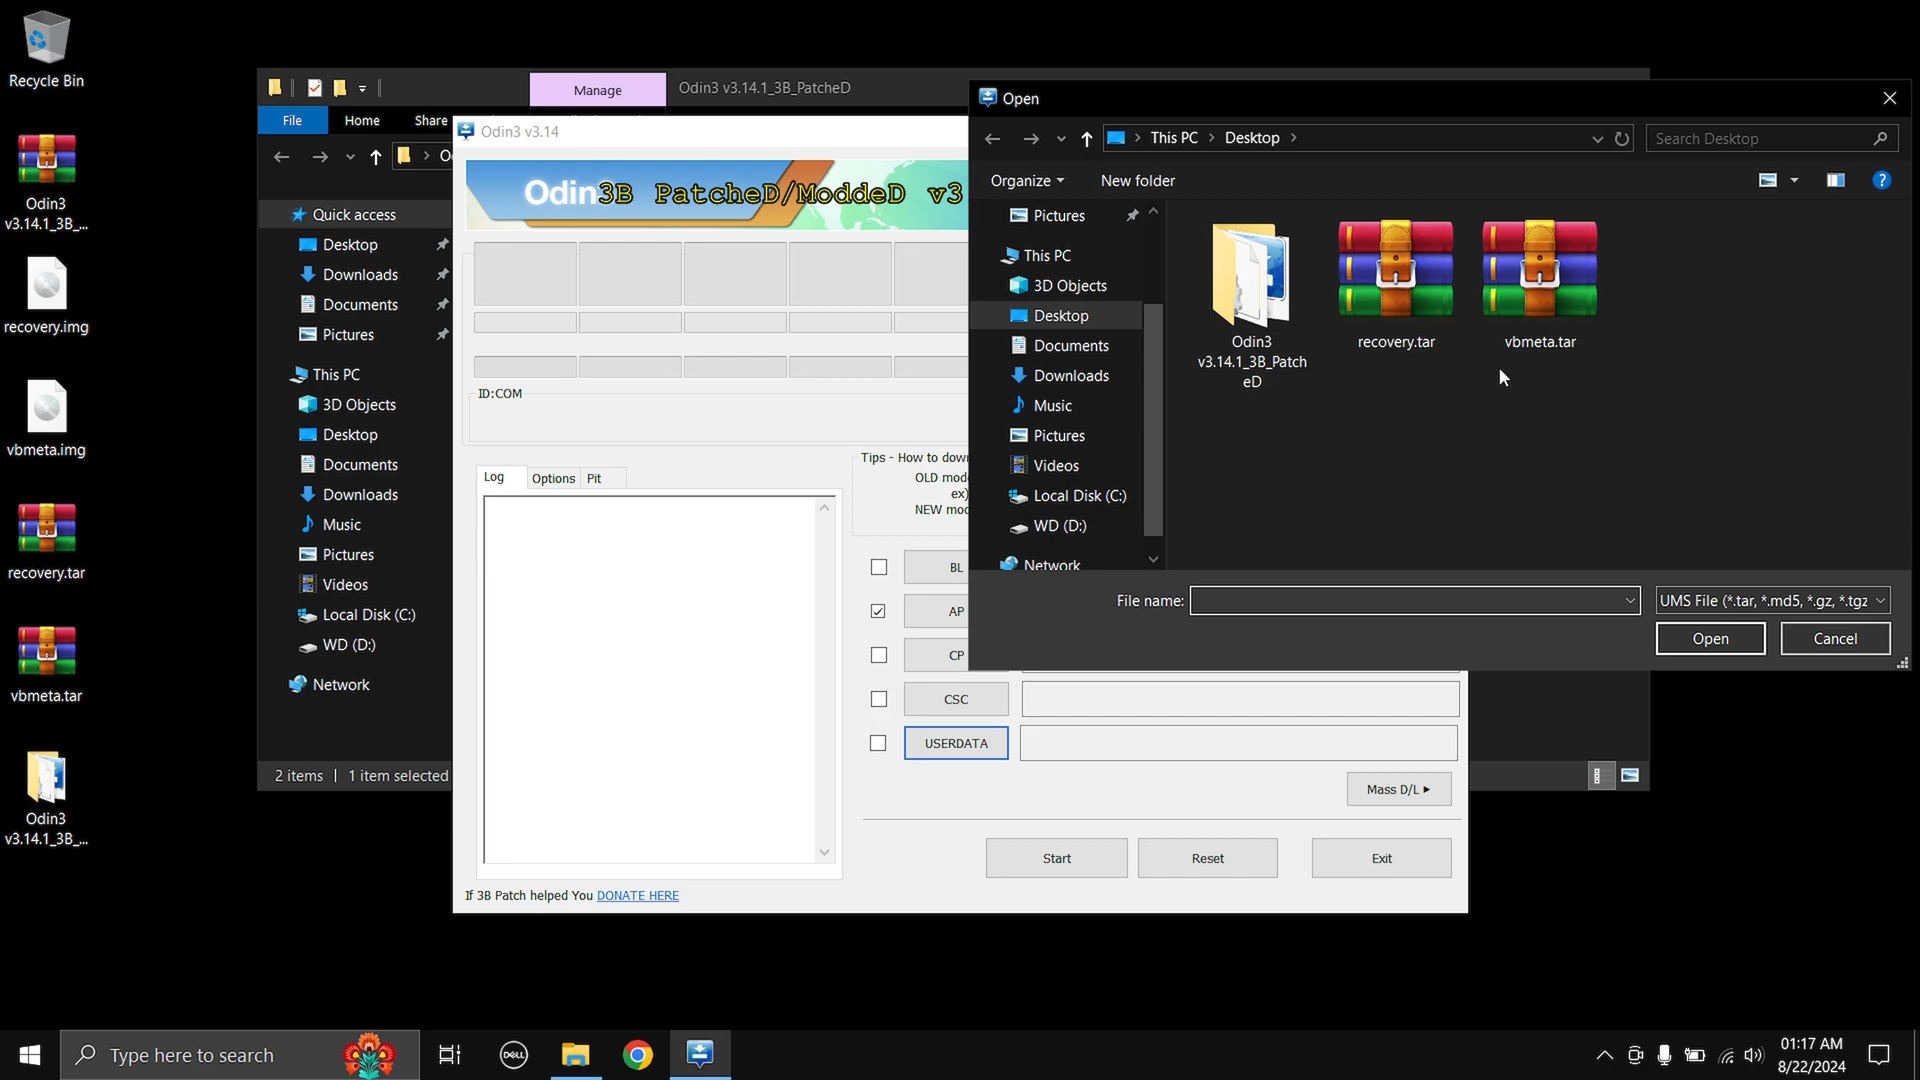 Recycle Bin
Odin3
v3.14.1_3B_...
recovery.img
vbmeta.img
recovery.tar
vbmeta.tar
Odin3
v3.14.1_3B_...
Manage
Odin3 v3.14.1_3B_PatcheD
File
Home
Share
Quick access
Desktop
Downloads
Documents
Pictures
This PC
3D Objects
Desktop
Documents
Downloads
Music
Pictures
Videos
Local Disk (C:)
WD (D:)
Network
2 items
1 item selected
Odin3 v3.14
Odin
3B PatcheD/ModdeD v3
ID:COM
Log
Options
Pit
Tips - How to dow
OLD mod
ex)
NEW mo
BL
AP
CP
CSC
USERDATA
Mass D/L
Start
Reset
Exit
If 3B Patch helped You DONATE HERE
Open
This PC
Desktop
Search Desktop
Organize
New folder
Pictures
This PC
3D Objects
Desktop
Documents
Downloads
Music
Pictures
Videos
Local Disk (C:)
WD (D:)
Network
Odin3
v3.14.1_3B_Patch
eD
recovery.tar
vbmeta.tar
File name:
UMS File (*.tar, *.md5, *.gz, *.tgz
Open
Cancel
Type here to search
DELL
01:17 AM
8/22/2024